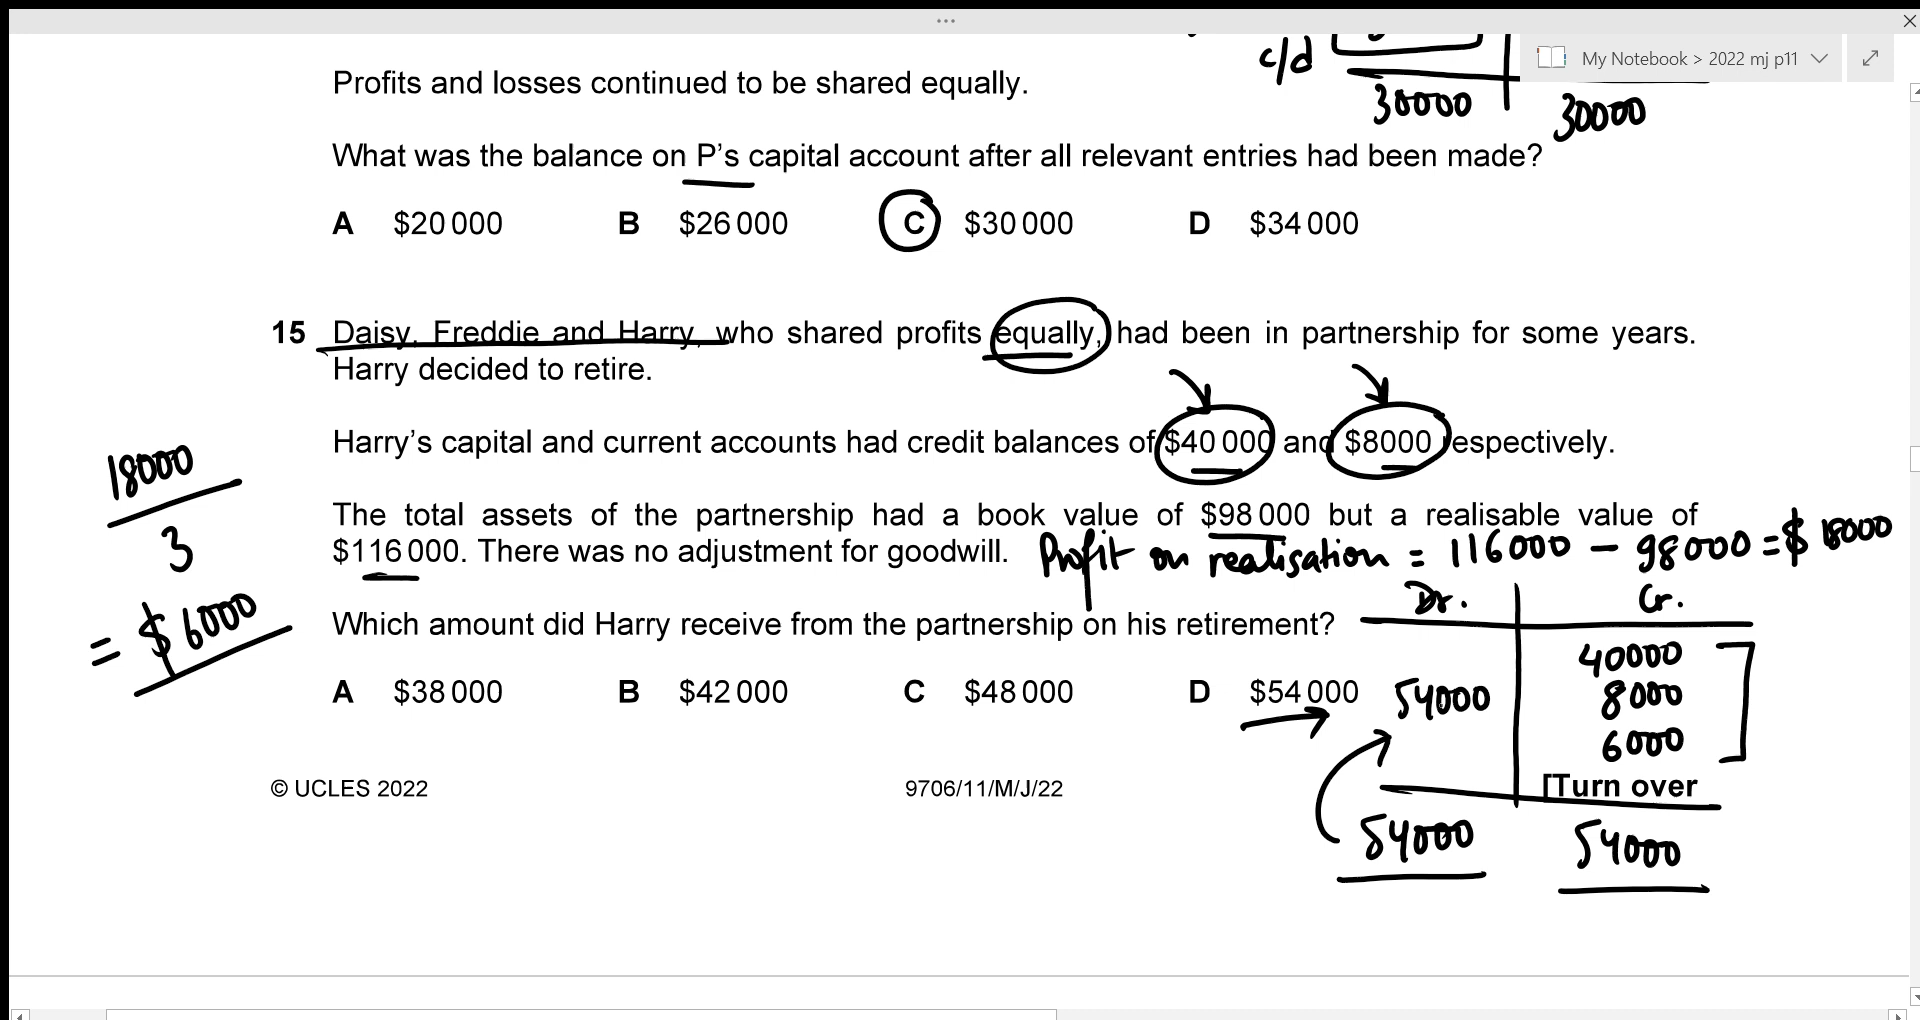 My Notebook > 2022 mj p11
c/d
30000 30000
Profits and losses continued to be shared equally.
What was the balance on P's capital account after all relevant entries had been made?
A $20 000 B $26 000 C $30 000 D $34 000
15 Daisy, Freddie and Harry, who shared profits equally, had been in partnership for some years.
Harry decided to retire.
Harry's capital and current accounts had credit balances of $40 000 and $8000 respectively.
18000
3
= $6000
The total assets of the partnership had a book value of $98 000 but a realisable value of
$116 000. There was no adjustment for goodwill.
Profit on realisation = 116000 - 98000 = $ 18000
Which amount did Harry receive from the partnership on his retirement?
A $38 000 B $42 000 C $48 000 D $54 000
Dr. Cr.
40000
54000 8000
6000
54000 54000
© UCLES 2022 9706/11/M/J/22 [Turn over